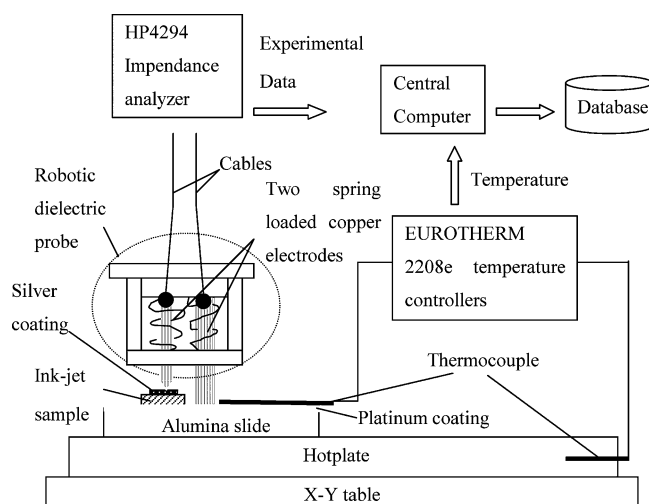 HP4294
Impendance
analyzer
Experimental
Data
Central
Computer
Database
Cables
Temperature
Robotic
dielectric
probe
Two spring
loaded copper
electrodes
EUROTHERM
2208e temperature
controllers
Silver
coating
Ink-jet
sample
Thermocouple
Platinum coating
Alumina slide
Hotplate
X-Y table